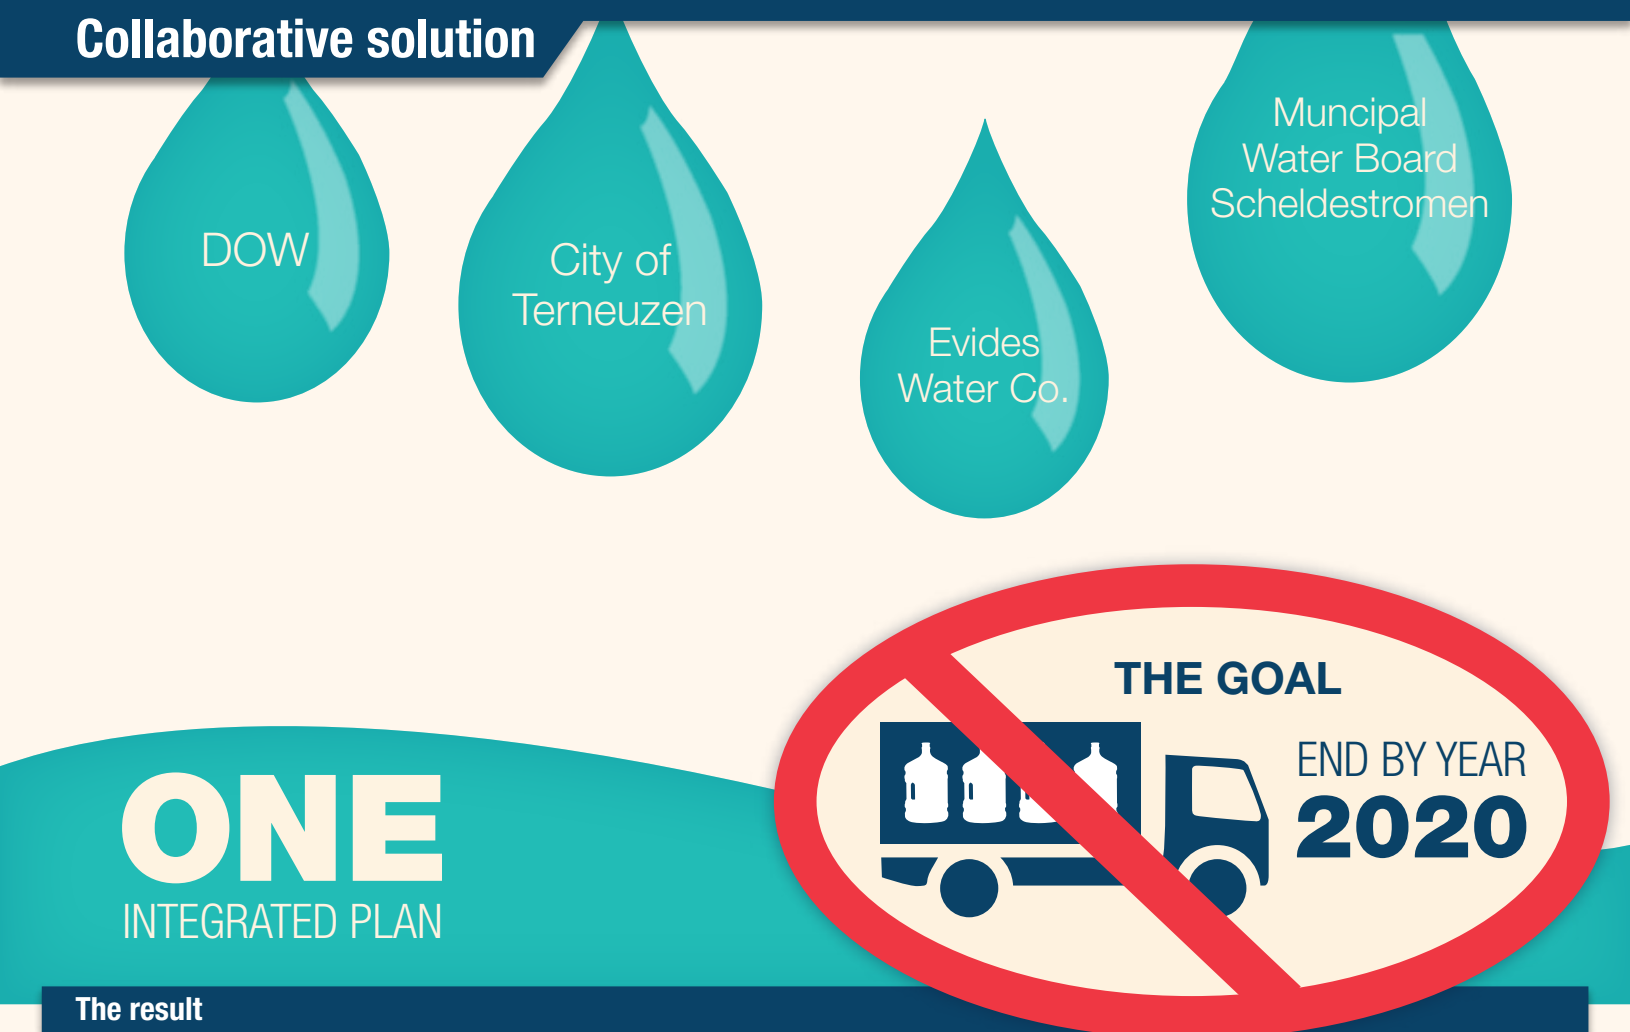 Collaborative solution
DOW
City of
Terneuzen
Evides
Water Co.
Muncipal
Water Board
Scheldestromen
THE GOAL
END BY YEAR
2020
ONE
INTEGRATED PLAN
The result